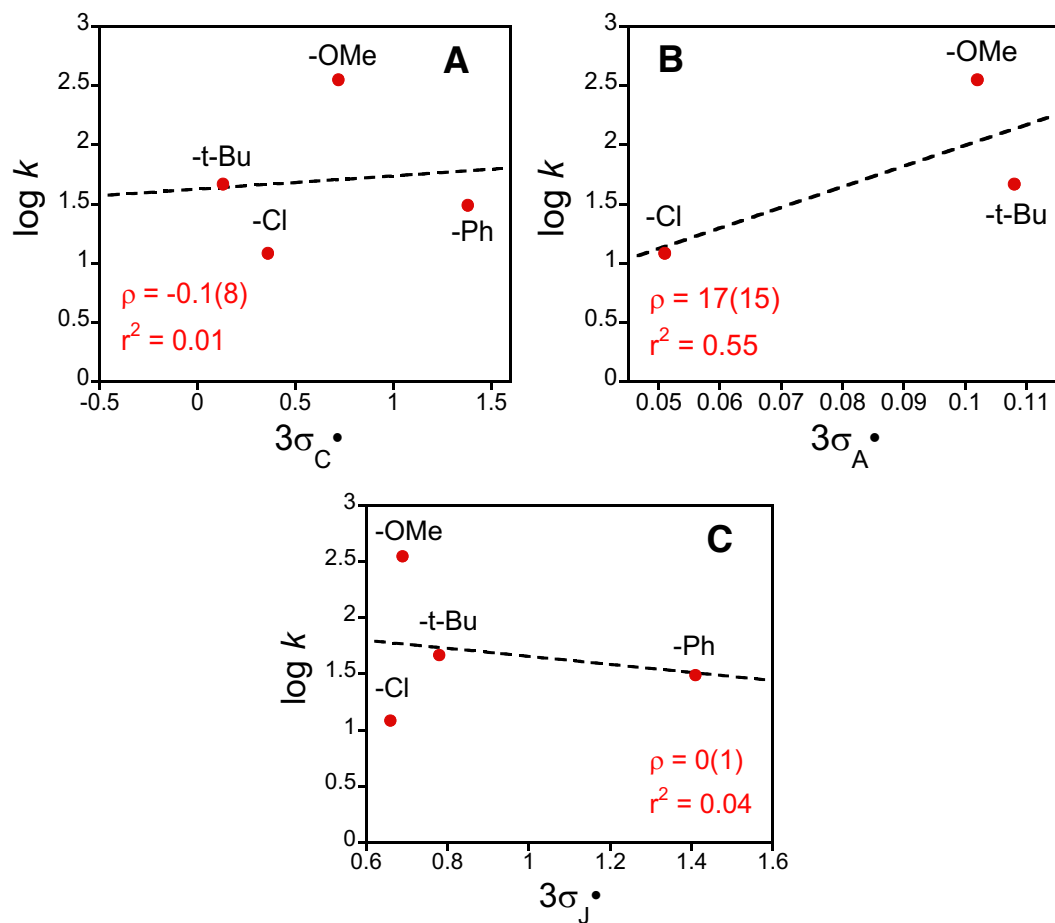 A
log k
3
2.5
2
1.5
1
0.5
0
-OMe
-t-Bu
-Cl
-Ph
ρ = -0.1(8)
r² = 0.01
-0.5 0 0.5 1 1.5
3σ_C•
B
log k
3
2.5
2
1.5
1
0.5
0
-OMe
-Cl
-t-Bu
ρ = 17(15)
r² = 0.55
0.05 0.06 0.07 0.08 0.09 0.1 0.11
3σ_A•
C
log k
3
2.5
2
1.5
1
0.5
0
-OMe
-t-Bu
-Ph
-Cl
ρ = 0(1)
r² = 0.04
0.6 0.8 1 1.2 1.4 1.6
3σ_J•